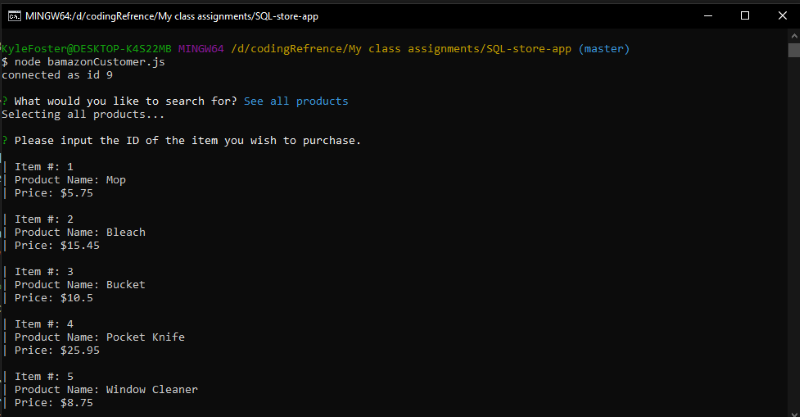 MINGW64:/d/codingRefrence/My class assignments/SQL-store-app
KyleFoster@DESKTOP-K4S22MB MINGW64 /d/codingRefrence/My class assignments/SQL-store-app (master)
$ node bamazonCustomer.js
connected as id 9
? What would you like to search for? See all products
Selecting all products...
? Please input the ID of the item you wish to purchase.
| Item #: 1
| Product Name: Mop
| Price: $5.75
| Item #: 2
| Product Name: Bleach
| Price: $15.45
| Item #: 3
| Product Name: Bucket
| Price: $10.5
| Item #: 4
| Product Name: Pocket Knife
| Price: $25.95
| Item #: 5
| Product Name: Window Cleaner
| Price: $8.75